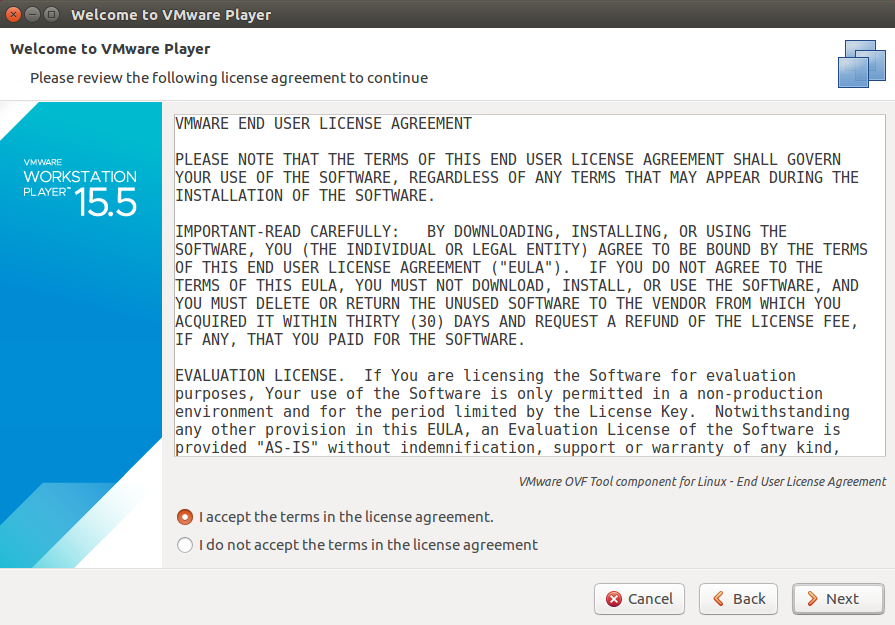 Welcome to VMware Player
Welcome to VMware Player
Please review the following license agreement to continue
VMWARE
WORKSTATION
PLAYER™ 15.5
VMWARE END USER LICENSE AGREEMENT
PLEASE NOTE THAT THE TERMS OF THIS END USER LICENSE AGREEMENT SHALL GOVERN
YOUR USE OF THE SOFTWARE, REGARDLESS OF ANY TERMS THAT MAY APPEAR DURING THE
INSTALLATION OF THE SOFTWARE.
IMPORTANT-READ CAREFULLY:   BY DOWNLOADING, INSTALLING, OR USING THE
SOFTWARE, YOU (THE INDIVIDUAL OR LEGAL ENTITY) AGREE TO BE BOUND BY THE TERMS
OF THIS END USER LICENSE AGREEMENT ("EULA").  IF YOU DO NOT AGREE TO THE
TERMS OF THIS EULA, YOU MUST NOT DOWNLOAD, INSTALL, OR USE THE SOFTWARE, AND
YOU MUST DELETE OR RETURN THE UNUSED SOFTWARE TO THE VENDOR FROM WHICH YOU
ACQUIRED IT WITHIN THIRTY (30) DAYS AND REQUEST A REFUND OF THE LICENSE FEE,
IF ANY, THAT YOU PAID FOR THE SOFTWARE.
EVALUATION LICENSE.  If You are licensing the Software for evaluation
purposes, Your use of the Software is only permitted in a non-production
environment and for the period limited by the License Key.  Notwithstanding
any other provision in this EULA, an Evaluation License of the Software is
provided "AS-IS" without indemnification, support or warranty of any kind,
VMware OVF Tool component for Linux - End User License Agreement
I accept the terms in the license agreement.
I do not accept the terms in the license agreement
Cancel
Back
Next